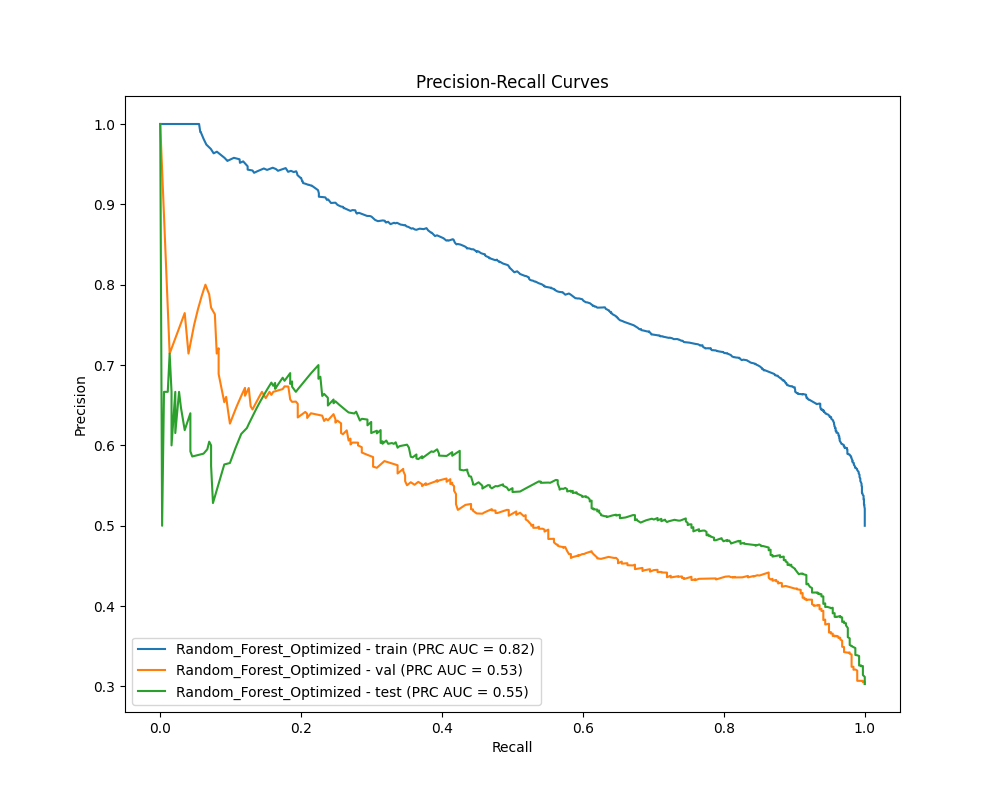 Precision-Recall Curves
Precision
1.0
0.9
0.8
0.7
0.6
0.5
0.4
0.3
Random_Forest_Optimized - train (PRC AUC = 0.82)
Random_Forest_Optimized - val (PRC AUC = 0.53)
Random_Forest_Optimized - test (PRC AUC = 0.55)
0.0 0.2 0.4 0.6 0.8 1.0
Recall